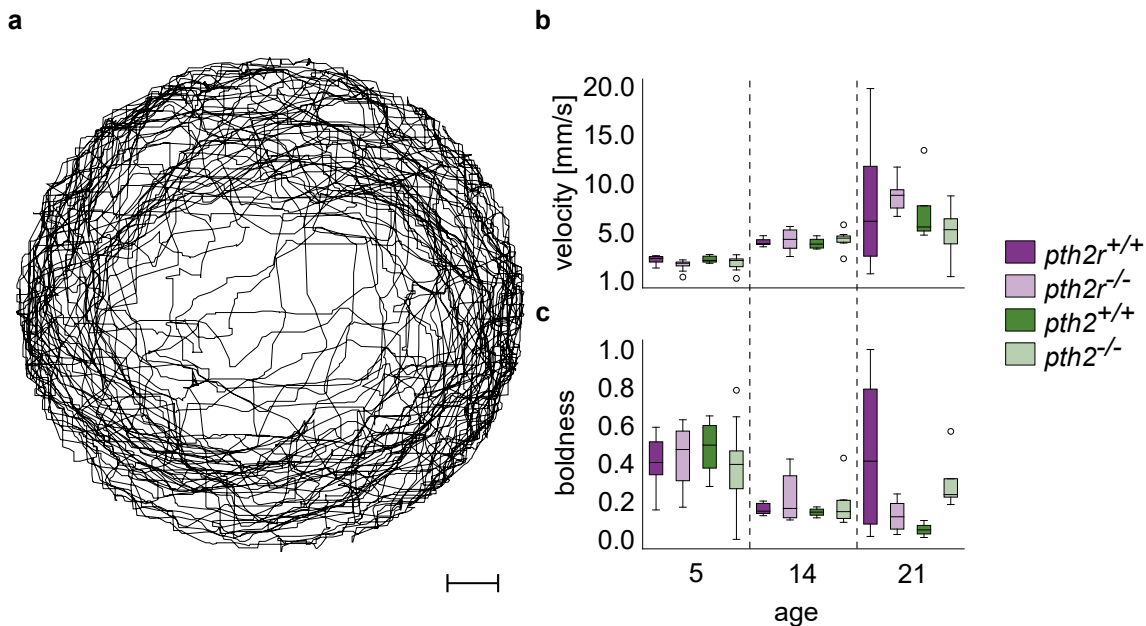 a
b
velocity [mm/s]
20.0
15.0
10.0
5.0
1.0
c
boldness
1.0
0.8
0.6
0.4
0.2
0.0
5 14 21
age
pth2r+/+
pth2r-/-
pth2+/+
pth2-/-